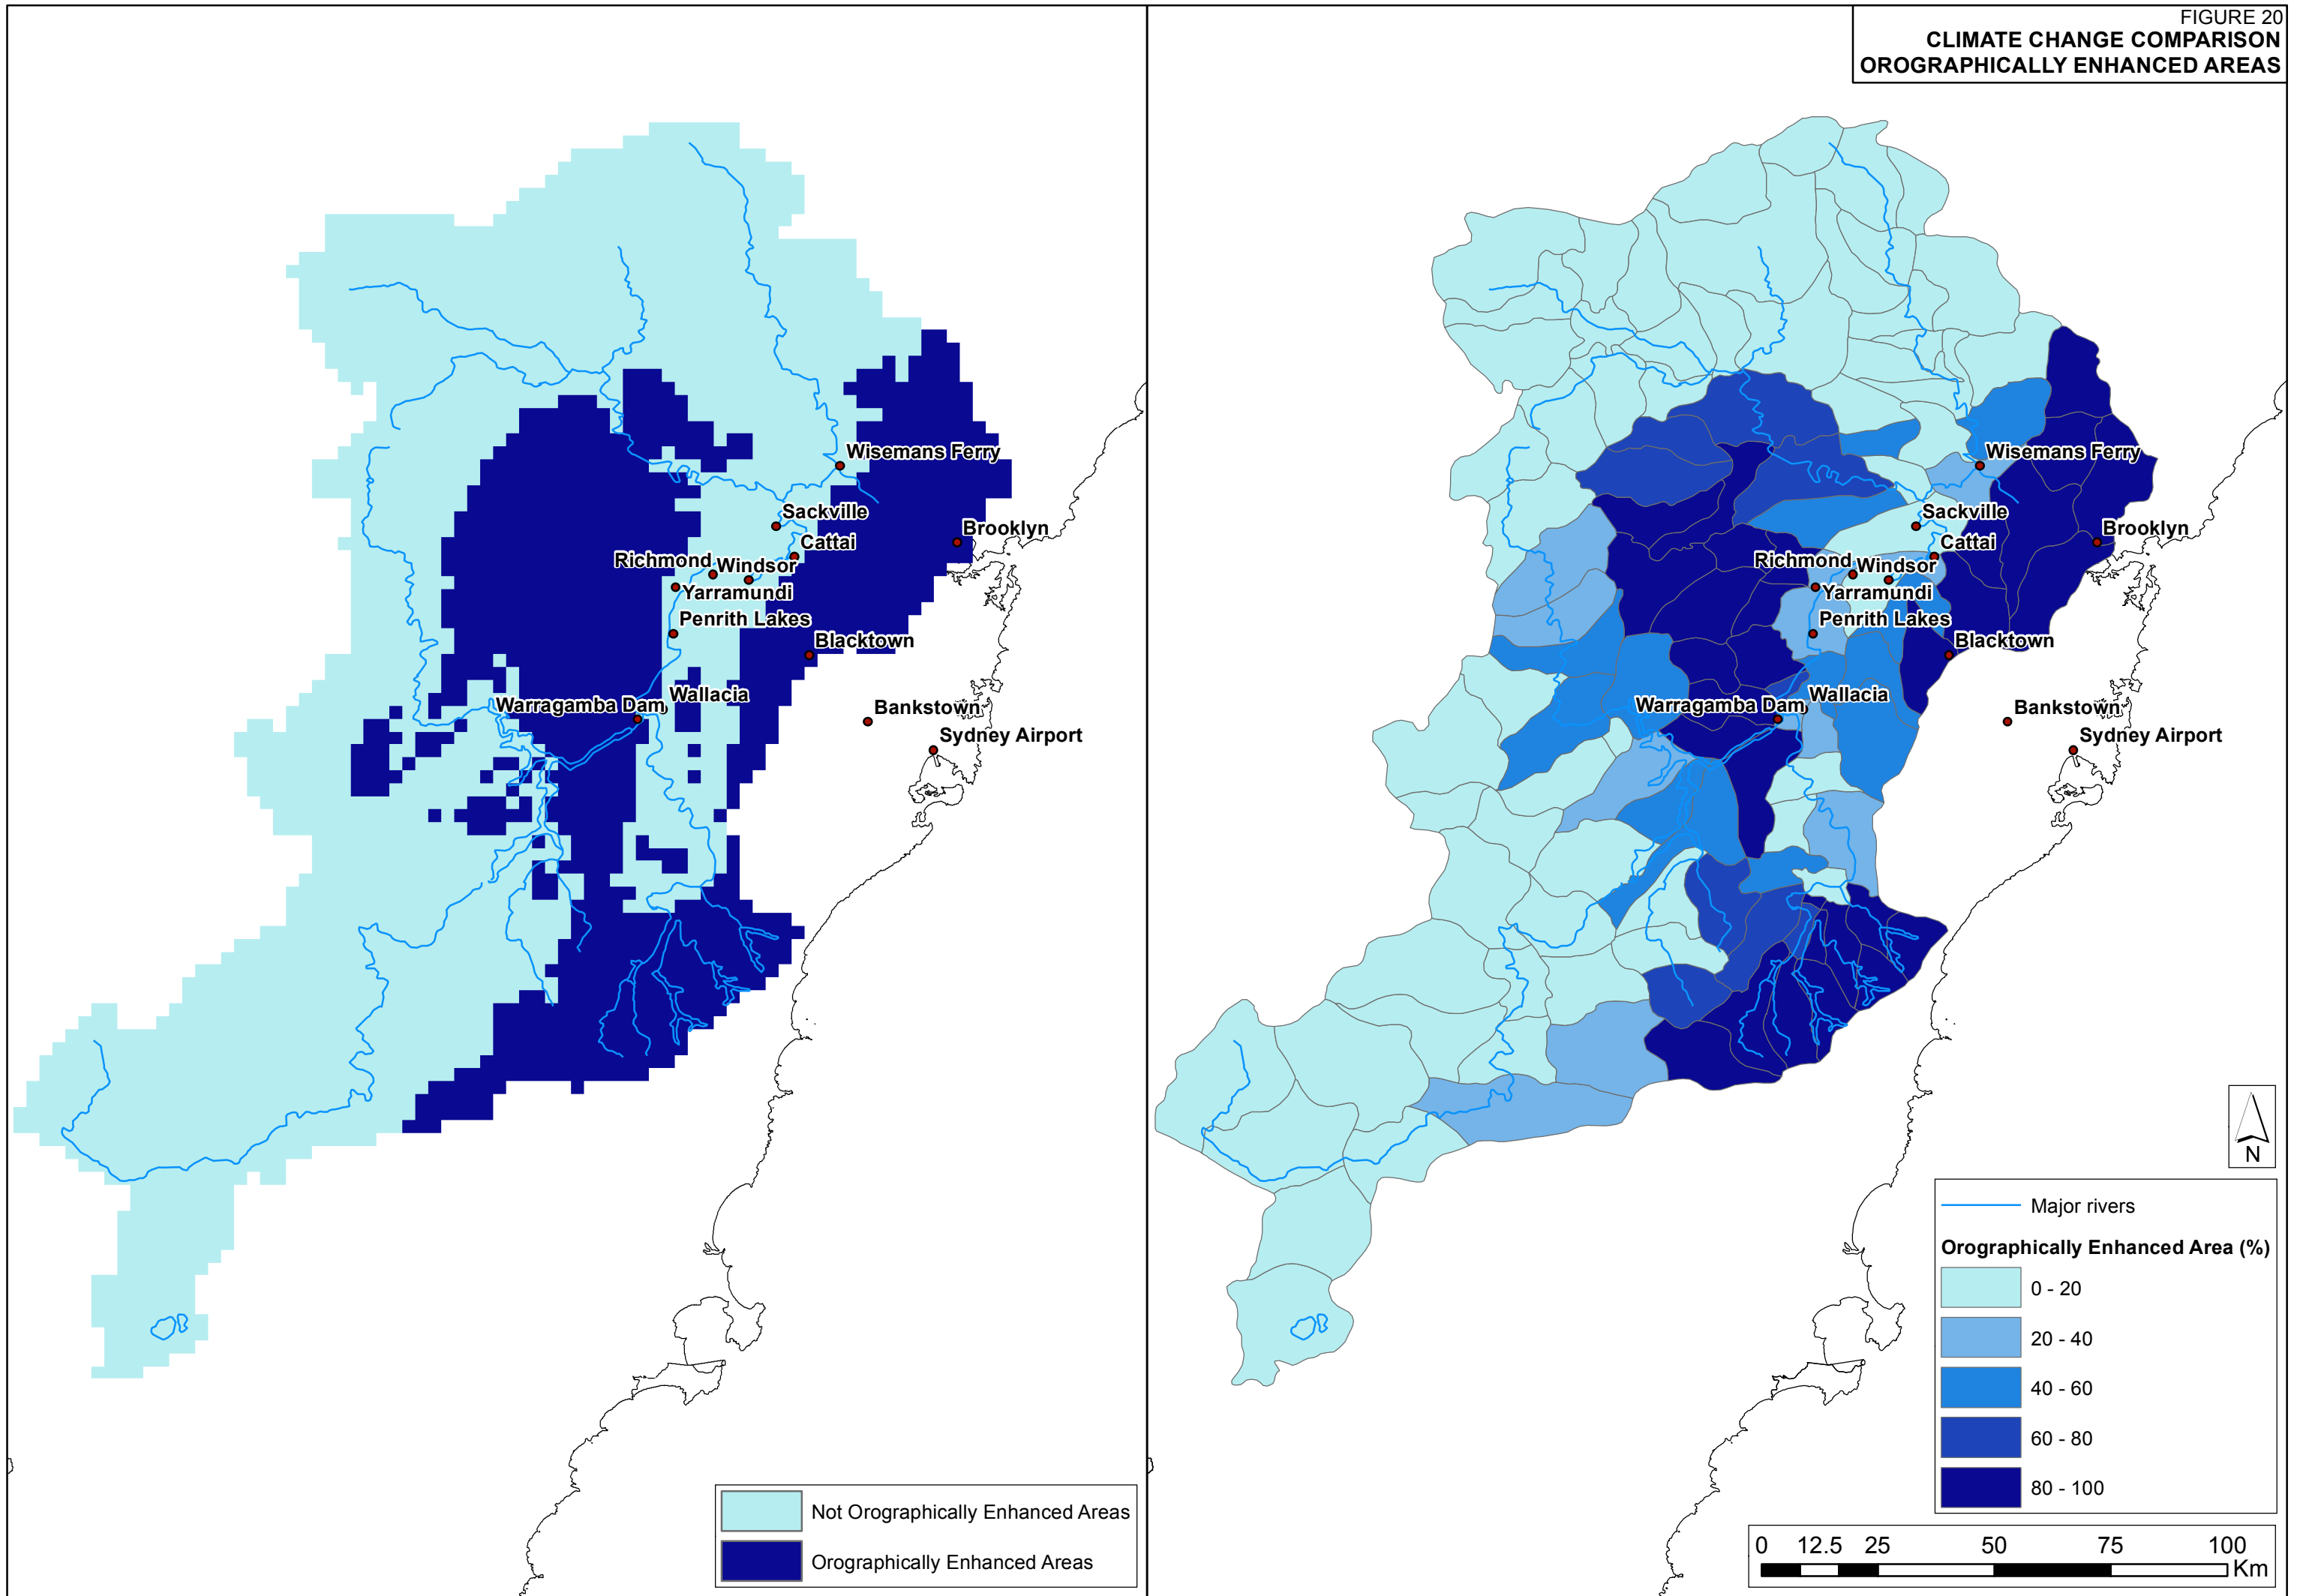 FIGURE 20
CLIMATE CHANGE COMPARISON
OROGRAPHICALLY ENHANCED AREAS
Wisemans Ferry
Sackville
Brooklyn
Cattai
Richmond
Windsor
Yarramundi
Penrith Lakes
Blacktown
Wallacia
Warragamba Dam
Bankstown
Sydney Airport
Not Orographically Enhanced Areas
Orographically Enhanced Areas
Wisemans Ferry
Sackville
Brooklyn
Cattai
Richmond
Windsor
Yarramundi
Penrith Lakes
Blacktown
Wallacia
Warragamba Dam
Bankstown
Sydney Airport
N
Major rivers
Orographically Enhanced Area (%)
0 - 20
20 - 40
40 - 60
60 - 80
80 - 100
0 12.5 25 50 75 100
Km